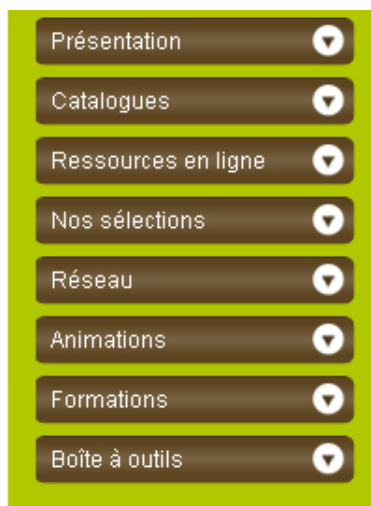 Présentation
Catalogues
Ressources en ligne
Nos sélections
Réseau
Animations
Formations
Boîte à outils